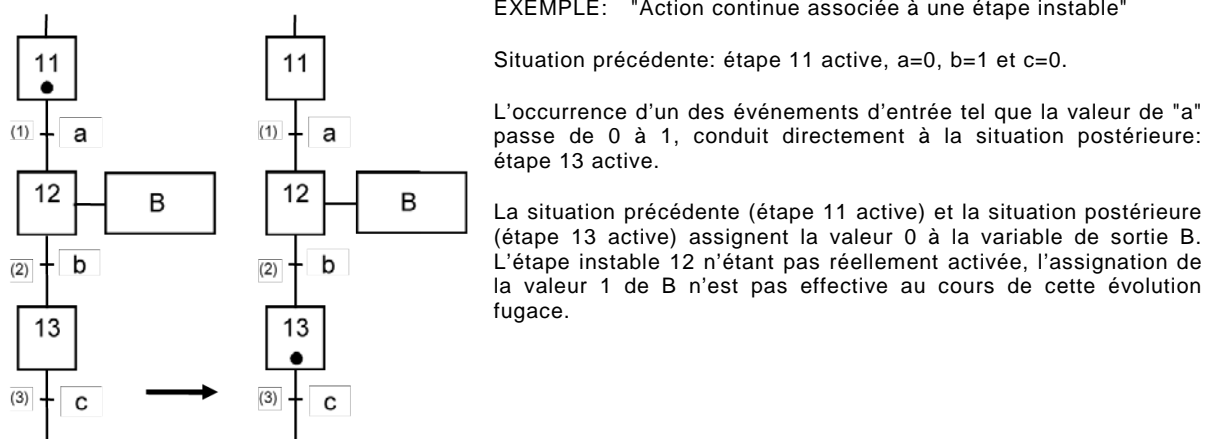 EXEMPLE: "Action continue associée à une étape instable"
Situation précédente: étape 11 active, a=0, b=1 et c=0.
L'occurrence d'un des événements d'entrée tel que la valeur de "a"
passe de 0 à 1, conduit directement à la situation postérieure:
étape 13 active.
La situation précédente (étape 11 active) et la situation postérieure
(étape 13 active) assignent la valeur 0 à la variable de sortie B.
L'étape instable 12 n'étant pas réellement activée, l'assignation de
la valeur 1 de B n'est pas effective au cours de cette évolution
fugace.
11
(1) a
12 B
(2) b
13
(3) c
11
(1) a
12 B
(2) b
13
(3) c